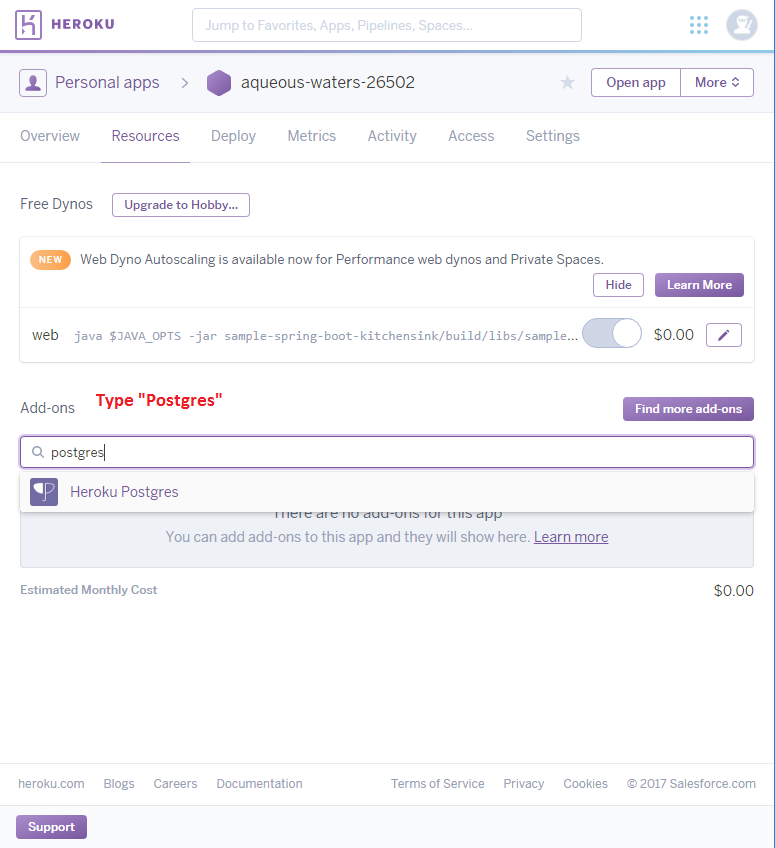 HEROKU
Jump to Favorites, Apps, Pipelines, Spaces...
Personal apps > aqueous-waters-26502
Open app More
Overview Resources Deploy Metrics Activity Access Settings
Free Dynos Upgrade to Hobby...
NEW Web Dyno Autoscaling is available now for Performance web dynos and Private Spaces.
Hide Learn More
web java $JAVA_OPTS -jar sample-spring-boot-kitchensink/build/libs/sample... $0.00
Add-ons Type "Postgres" Find more add-ons
postgres
Heroku Postgres
There are no add-ons for this app
You can add add-ons to this app and they will show here. Learn more
Estimated Monthly Cost $0.00
heroku.com Blogs Careers Documentation Terms of Service Privacy Cookies © 2017 Salesforce.com
Support